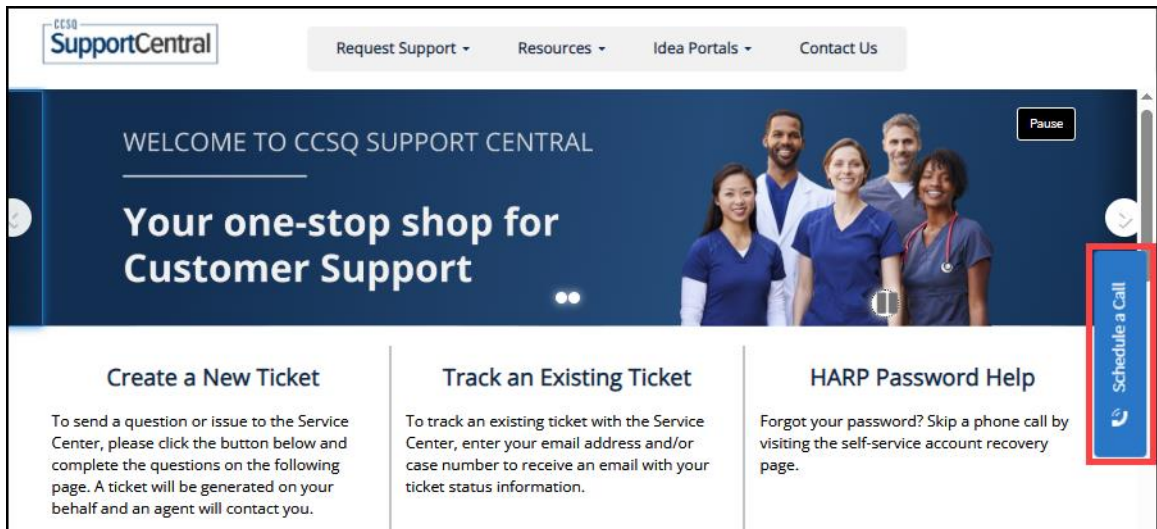 CCSQ
SupportCentral
Request Support
Resources
Idea Portals
Contact Us
WELCOME TO CCSQ SUPPORT CENTRAL
Pause
Your one-stop shop for
Customer Support
Schedule a Call
Create a New Ticket
To send a question or issue to the Service
Center, please click the button below and
complete the questions on the following
page. A ticket will be generated on your
behalf and an agent will contact you.
Track an Existing Ticket
To track an existing ticket with the Service
Center, enter your email address and/or
case number to receive an email with your
ticket status information.
HARP Password Help
Forgot your password? Skip a phone call by
visiting the self-service account recovery
page.